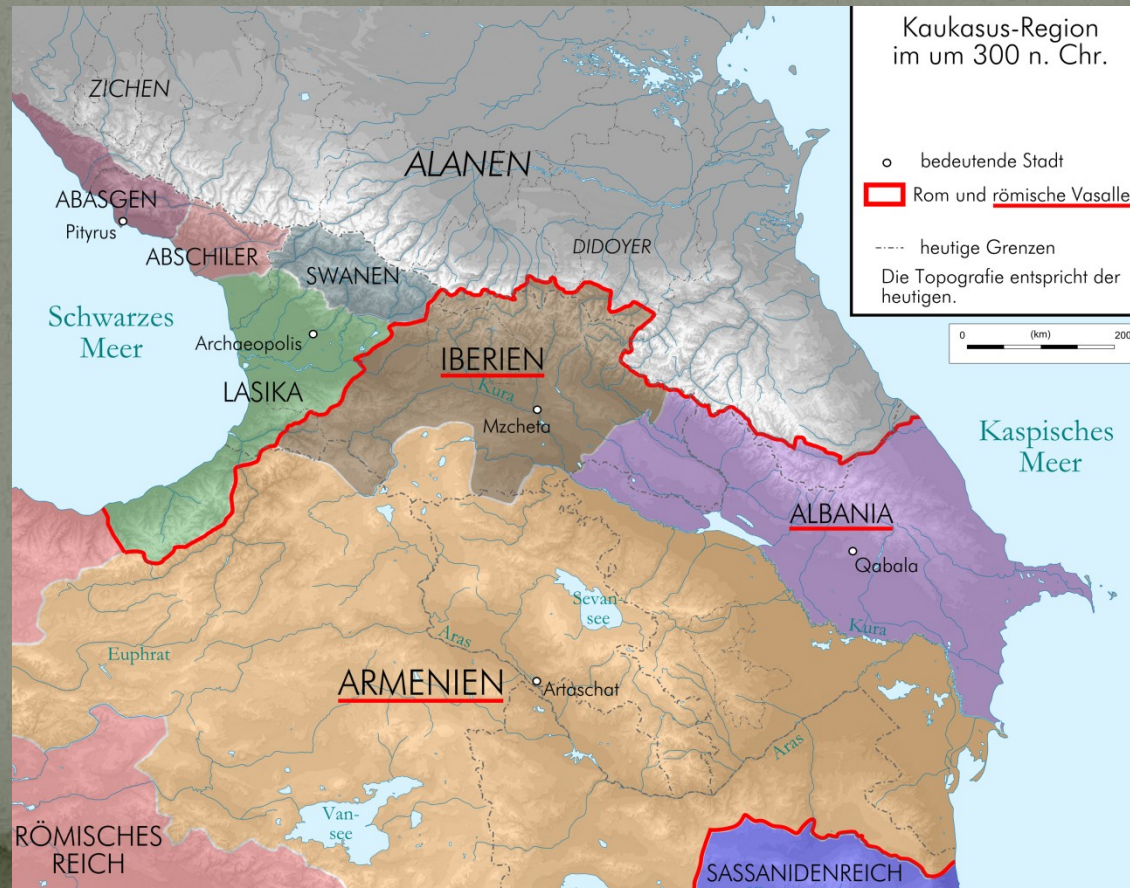 Kaukasus-Region
im um 300 n. Chr.
bedeutende Stadt
Rom und römische Vasalle
heutige Grenzen
Die Topografie entspricht der
heutigen.
0 (km) 200
ZICHEN
ALANEN
ABASGEN
Pityrus
ABSCHILER
DIDOYER
SWANEN
Schwarzes
Meer
Archaeopolis
IBERIEN
LASIKA
Kura
Mzcheta
Kaspisches
Meer
ALBANIA
Qabala
Sevan-
see
Kura
Aras
Euphrat
ARMENIEN
Artaschat
Aras
Van-
see
RÖMISCHES
REICH
SASSANIDENREICH